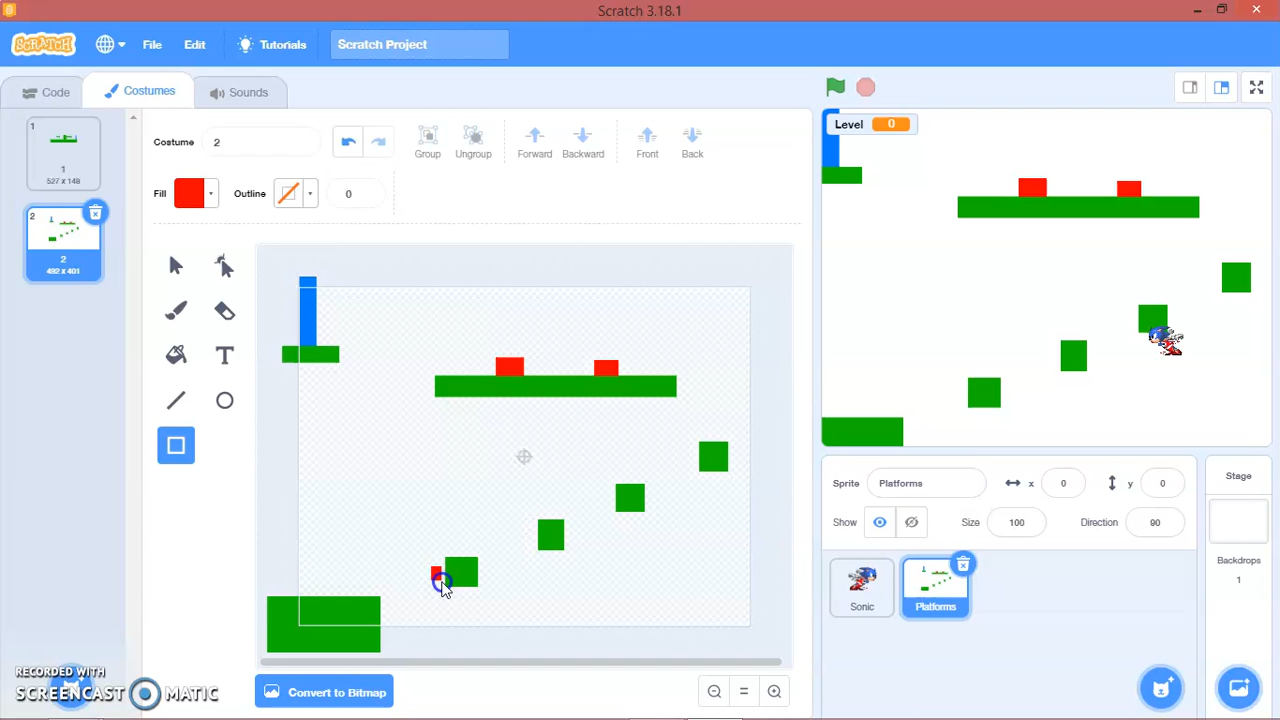 Scratch 3.18.1
SCRATCH File Edit Tutorials Scratch Project
Code Costumes Sounds
Costume 2 Group Ungroup Forward Backward Front Back
Fill Outline 0
1
1
527 x 148
2
2
492 x 401
Convert to Bitmap
Level 0
Sprite Platforms x 0 y 0
Show Size 100 Direction 90
Sonic
Platforms
Stage
Backdrops
1
RECORDED WITH
SCREENCAST MATIC